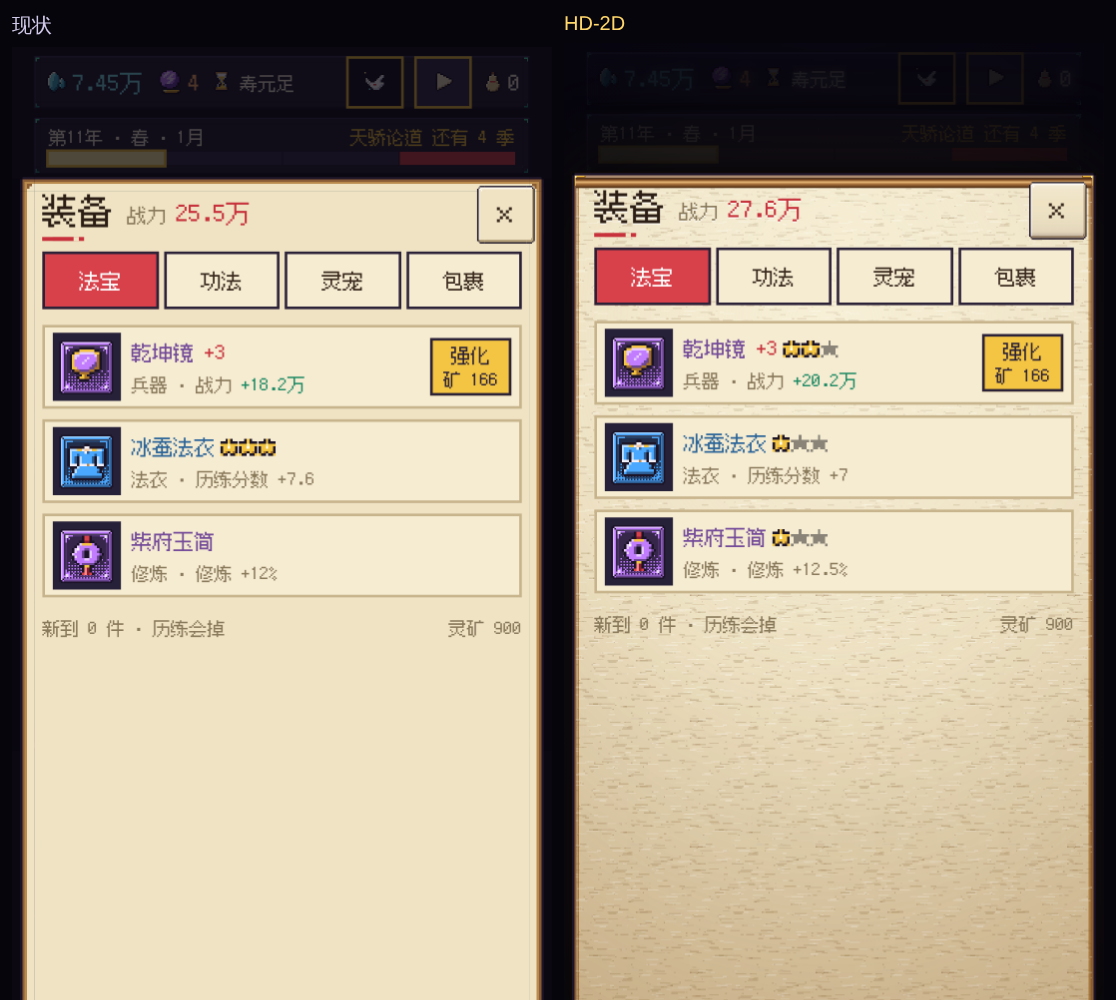 现状
7.45万 4 寿元足 0
第11年 · 春 · 1月 天骄论道 还有 4 季
装备 战力 25.5万 ×
法宝 功法 灵宠 包裹
乾坤镜 +3
兵器 · 战力 +18.2万
强化
矿 166
冰蚕法衣
法衣 · 历练分数 +7.6
紫府玉简
修炼 · 修炼 +12%
新到 0 件 · 历练会掉 灵矿 900
HD-2D
7.45万 4 寿元足 0
第11年 · 春 · 1月 天骄论道 还有 4 季
装备 战力 27.6万 ×
法宝 功法 灵宠 包裹
乾坤镜 +3
兵器 · 战力 +20.2万
强化
矿 166
冰蚕法衣
法衣 · 历练分数 +7
紫府玉简
修炼 · 修炼 +12.5%
新到 0 件 · 历练会掉 灵矿 900